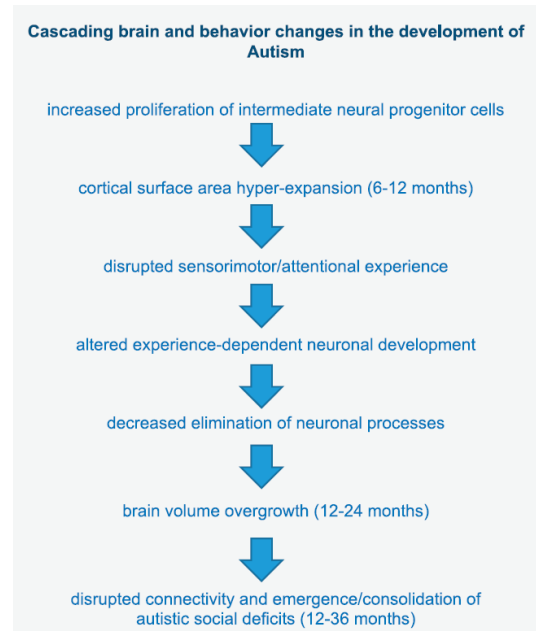 Cascading brain and behavior changes in the development of
Autism
increased proliferation of intermediate neural progenitor cells
cortical surface area hyper-expansion (6-12 months)
disrupted sensorimotor/attentional experience
altered experience-dependent neuronal development
decreased elimination of neuronal processes
brain volume overgrowth (12-24 months)
disrupted connectivity and emergence/consolidation of
autistic social deficits (12-36 months)